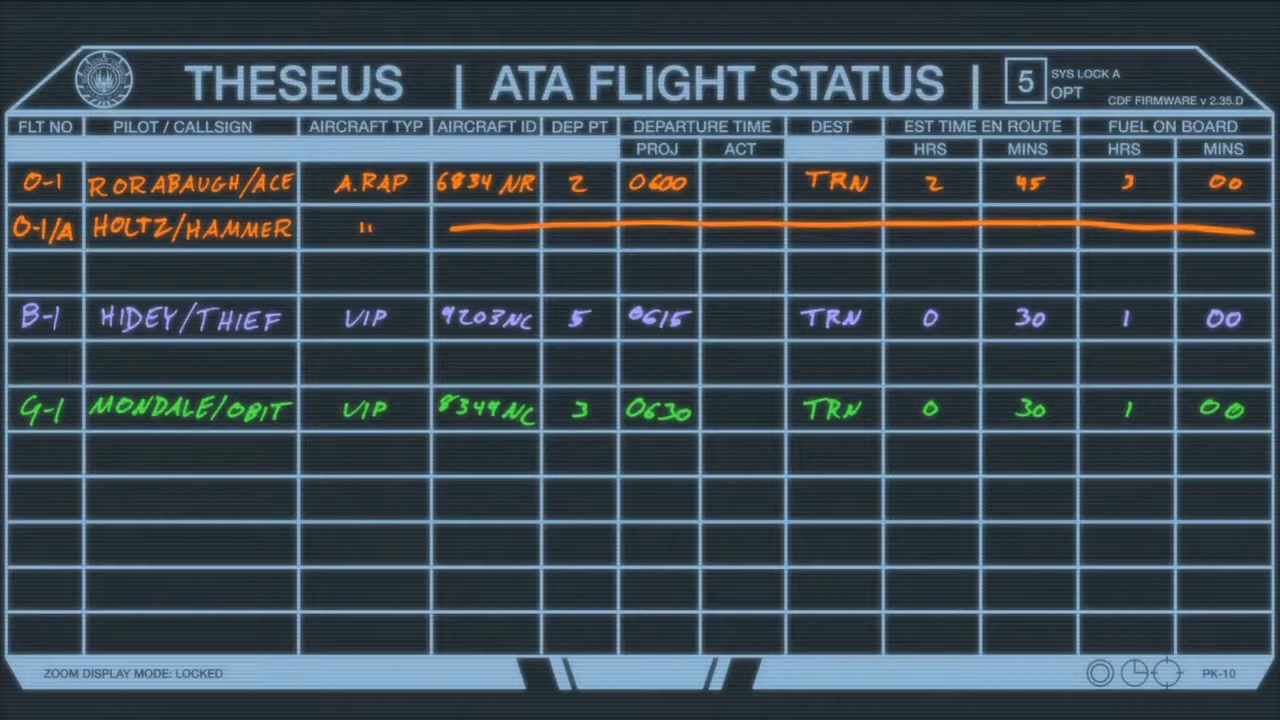 THESEUS | ATA FLIGHT STATUS | 5 SYS LOCK A
OPT
CDF FIRMWARE v 2.35.D
FLT NO PILOT / CALLSIGN AIRCRAFT TYP AIRCRAFT ID DEP PT DEPARTURE TIME DEST EST TIME EN ROUTE FUEL ON BOARD
PROJ ACT HRS MINS HRS MINS
O-1 RORABAUGH/ACE A.RAP 6834 NR 2 0600 TRN 2 45 3 00
O-1/A HOLTZ/HAMMER "
B-1 HIDEY/THIEF VIP 9203NC 5 0615 TRN 0 30 1 00
G-1 MONDALE/OBIT VIP 8349NC 3 0630 TRN 0 30 1 00
ZOOM DISPLAY MODE: LOCKED PK-10